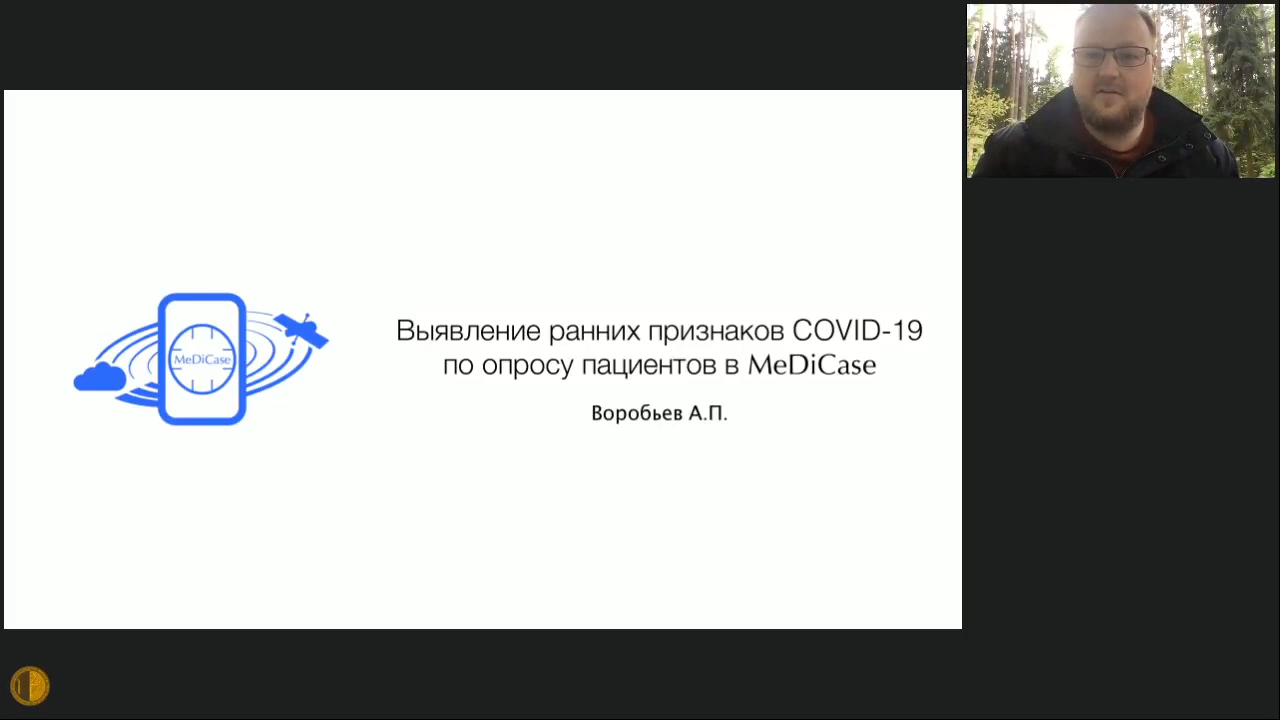 MeDiCase
Выявление ранних признаков COVID-19
по опросу пациентов в MeDiCase
Воробьев А.П.